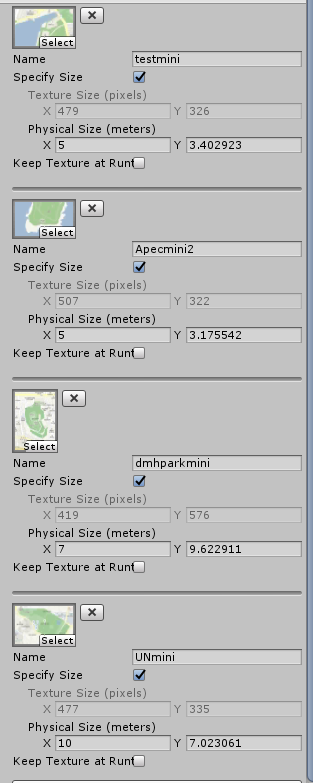 Select
Name testmini
Specify Size
Texture Size (pixels)
X 479 Y 326
Physical Size (meters)
X 5 Y 3.402923
Keep Texture at Runt
Select
Name Apecmini2
Specify Size
Texture Size (pixels)
X 507 Y 322
Physical Size (meters)
X 5 Y 3.175542
Keep Texture at Runt
Select
Name dmhparkmini
Specify Size
Texture Size (pixels)
X 419 Y 576
Physical Size (meters)
X 7 Y 9.622911
Keep Texture at Runt
Select
Name UNmini
Specify Size
Texture Size (pixels)
X 477 Y 335
Physical Size (meters)
X 10 Y 7.023061
Keep Texture at Runt